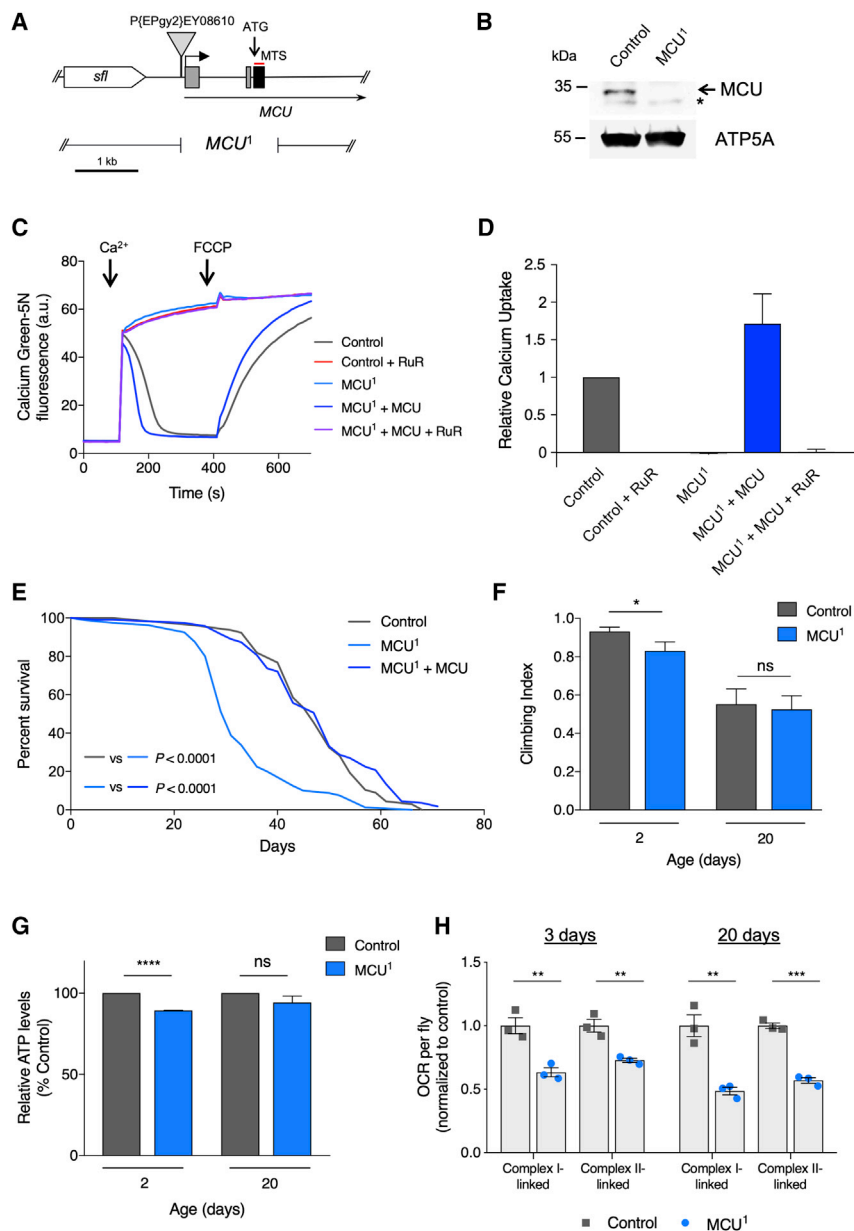 A
P{EPgy2}EY08610
ATG
MTS
sfl
MCU
MCU¹
1 kb
B
Control
MCU¹
kDa
35
MCU
*
55
ATP5A
C
Ca²⁺
FCCP
Calcium Green-5N
fluorescence (a.u.)
80
60
40
20
0
0
200
400
600
Time (s)
Control
Control + RuR
MCU¹
MCU¹ + MCU
MCU¹ + MCU + RuR
D
Relative Calcium Uptake
2.5
2
1.5
1
0.5
0
Control
Control + RuR
MCU¹
MCU¹ + MCU
MCU¹ + MCU + RuR
E
Percent survival
100
80
60
40
20
0
0
20
40
60
80
Days
Control
MCU¹
MCU¹ + MCU
vs P < 0.0001
vs P < 0.0001
F
Climbing Index
1.0
0.8
0.6
0.4
0.2
0.0
*
ns
2
20
Age (days)
Control
MCU¹
G
Relative ATP levels
(% Control)
100
50
0
****
ns
2
20
Age (days)
Control
MCU¹
H
3 days
20 days
OCR per fly
(normalized to control)
1.5
1.0
0.5
0.0
**
**
**
***
Complex I-
linked
Complex II-
linked
Complex I-
linked
Complex II-
linked
Control
MCU¹